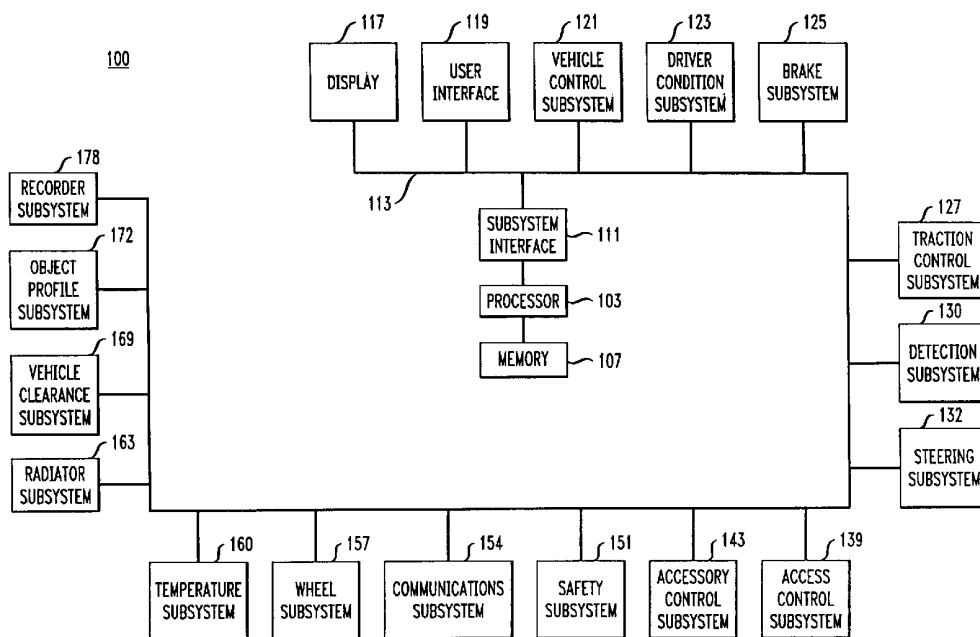 100
117
DISPLAY
119
USER
INTERFACE
121
VEHICLE
CONTROL
SUBSYSTEM
123
DRIVER
CONDITION
SUBSYSTEM
125
BRAKE
SUBSYSTEM
113
SUBSYSTEM
INTERFACE
111
PROCESSOR
103
MEMORY
107
178
RECORDER
SUBSYSTEM
172
OBJECT
PROFILE
SUBSYSTEM
169
VEHICLE
CLEARANCE
SUBSYSTEM
163
RADIATOR
SUBSYSTEM
127
TRACTION
CONTROL
SUBSYSTEM
130
DETECTION
SUBSYSTEM
132
STEERING
SUBSYSTEM
160
TEMPERATURE
SUBSYSTEM
157
WHEEL
SUBSYSTEM
154
COMMUNICATIONS
SUBSYSTEM
151
SAFETY
SUBSYSTEM
143
ACCESSORY
CONTROL
SUBSYSTEM
139
ACCESS
CONTROL
SUBSYSTEM